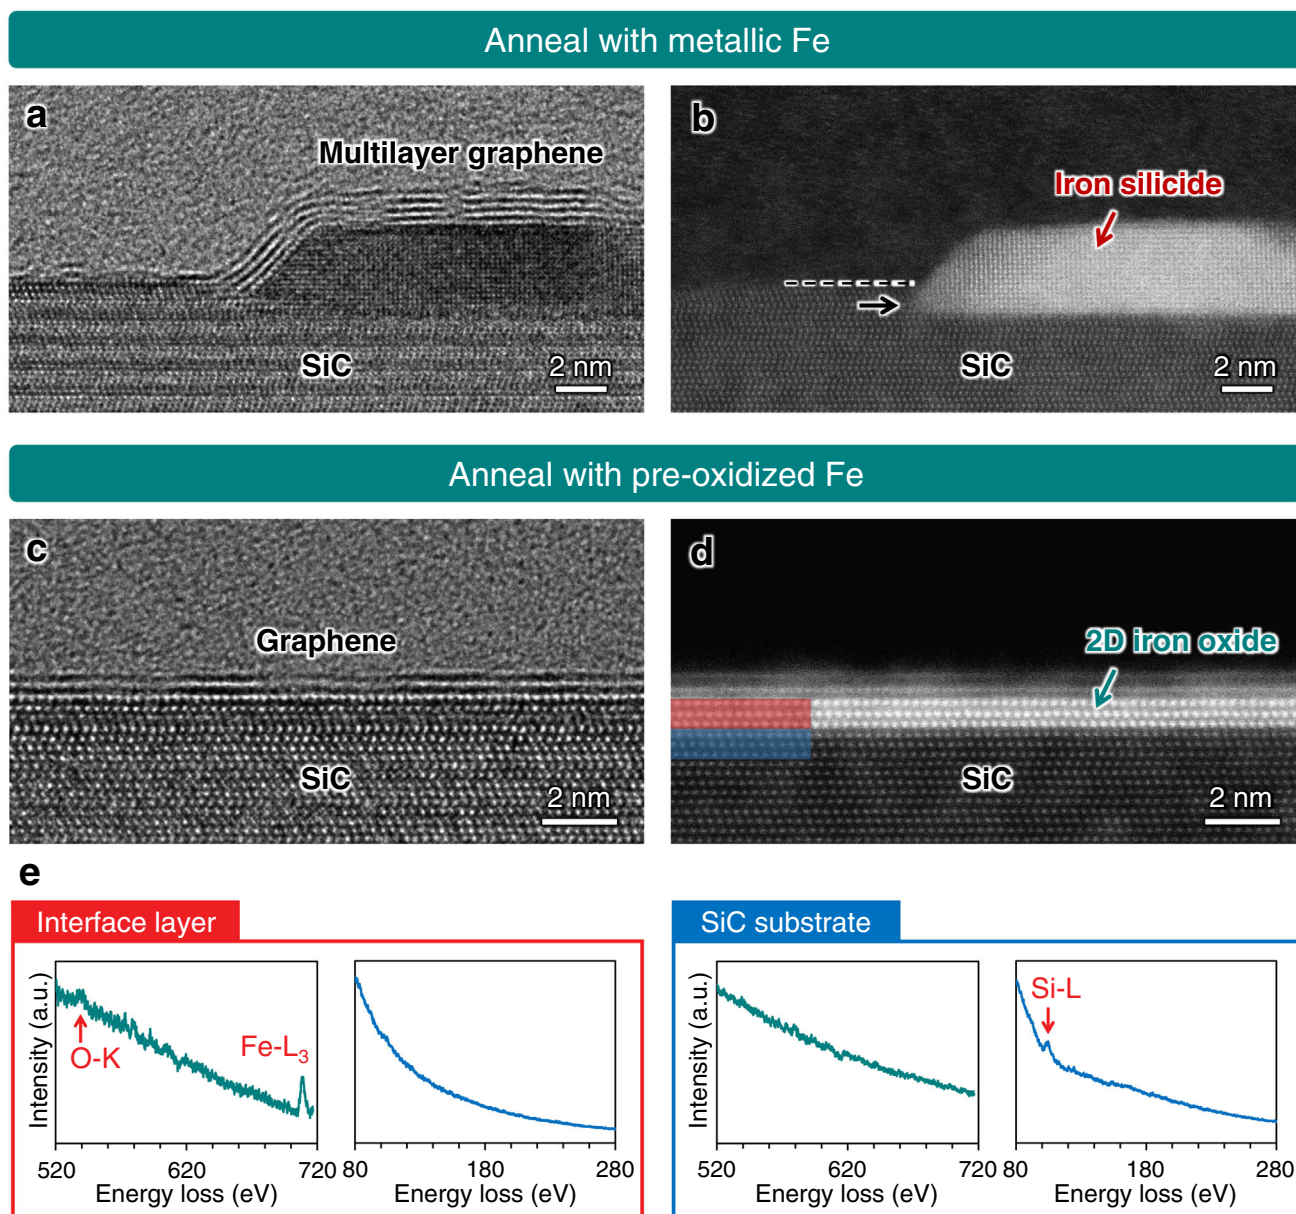 Anneal with metallic Fe
a
Multilayer graphene
SiC
2 nm
b
Iron silicide
SiC
2 nm
Anneal with pre-oxidized Fe
c
Graphene
SiC
2 nm
d
2D iron oxide
SiC
2 nm
e
Interface layer
Intensity (a.u.)
O-K
Fe-L₃
520 620 720
Energy loss (eV)
80 180 280
Energy loss (eV)
SiC substrate
Intensity (a.u.)
520 620 720
Energy loss (eV)
Si-L
80 180 280
Energy loss (eV)